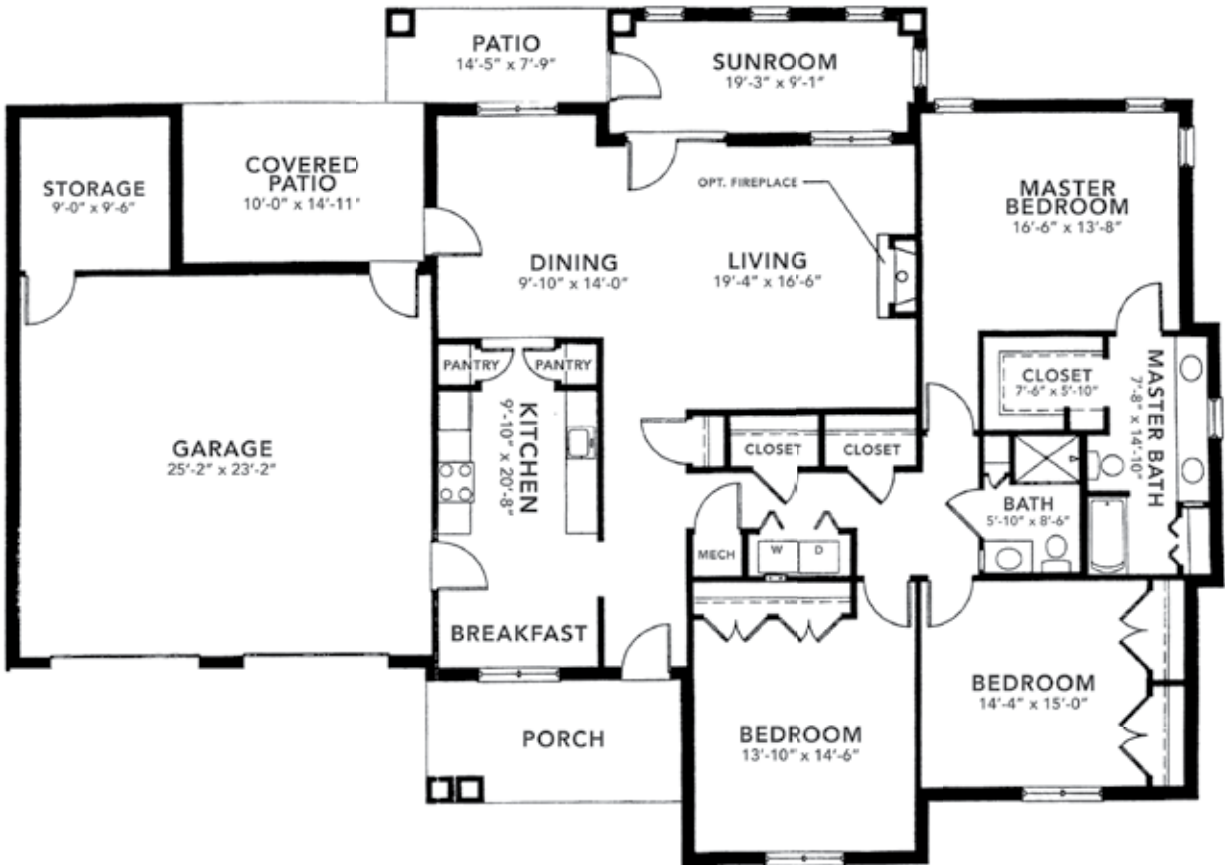 PATIO
14'-5" x 7'-9"
SUNROOM
19'-3" x 9'-1"
STORAGE
9'-0" x 9'-6"
COVERED
PATIO
10'-0" x 14'-11'
OPT. FIREPLACE
MASTER
BEDROOM
16'-6" x 13'-8"
DINING
9'-10" x 14'-0"
LIVING
19'-4" x 16'-6"
PANTRY
PANTRY
CLOSET
7'-6" x 5'-10"
MASTER BATH
7'-8" x 14'-10"
GARAGE
25'-2" x 23'-2"
KITCHEN
9'-10" x 20'-8"
CLOSET
CLOSET
BATH
5'-10" x 8'-6"
MECH
W
D
BREAKFAST
BEDROOM
14'-4" x 15'-0"
PORCH
BEDROOM
13'-10" x 14'-6"